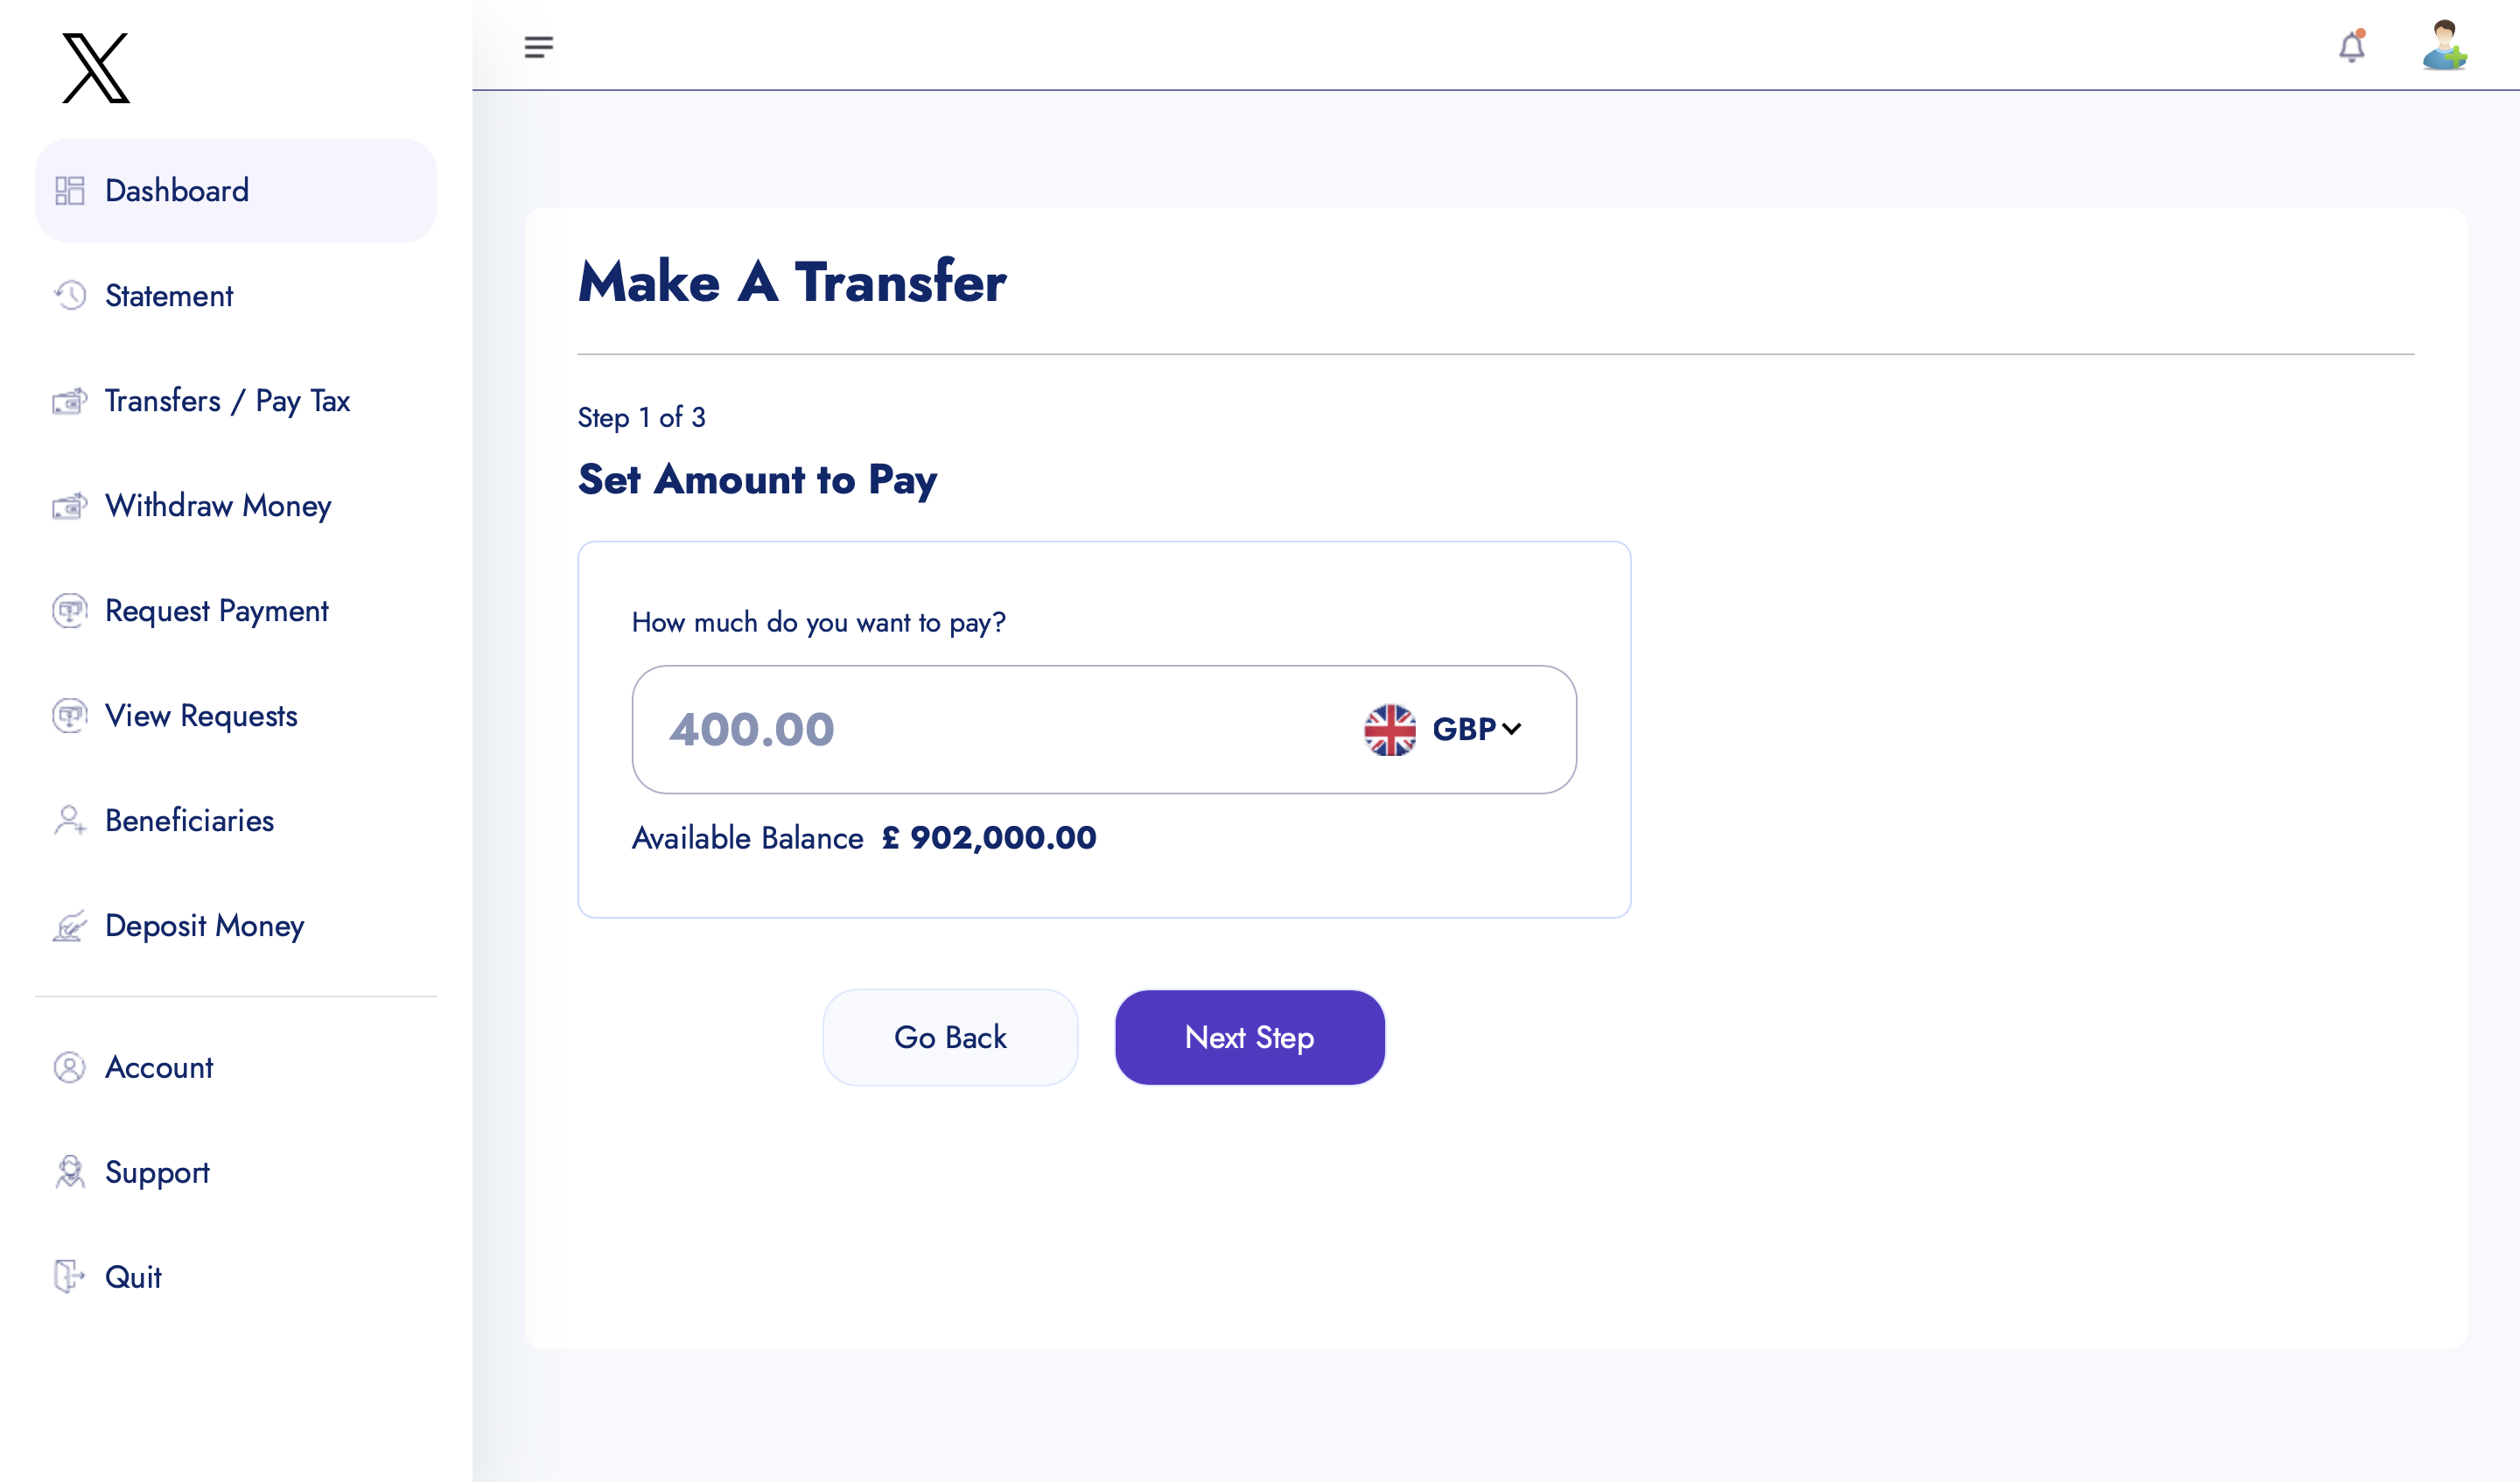 Dashboard
Statement
Transfers / Pay Tax
Withdraw Money
Request Payment
View Requests
Beneficiaries
Deposit Money
Account
Support
Quit
Make A Transfer
Step 1 of 3
Set Amount to Pay
How much do you want to pay?
400.00 GBP
Available Balance £ 902,000.00
Go Back Next Step